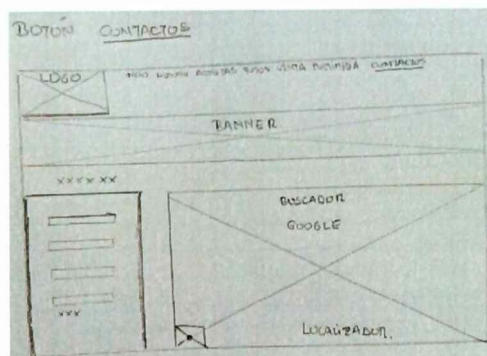 BOTÓN CONTACTOS
LOGO
CONTACTOS
BANNER
xxxx xx
BUSCADOR
GOOGLE
xxx
LOCALIZADOR.